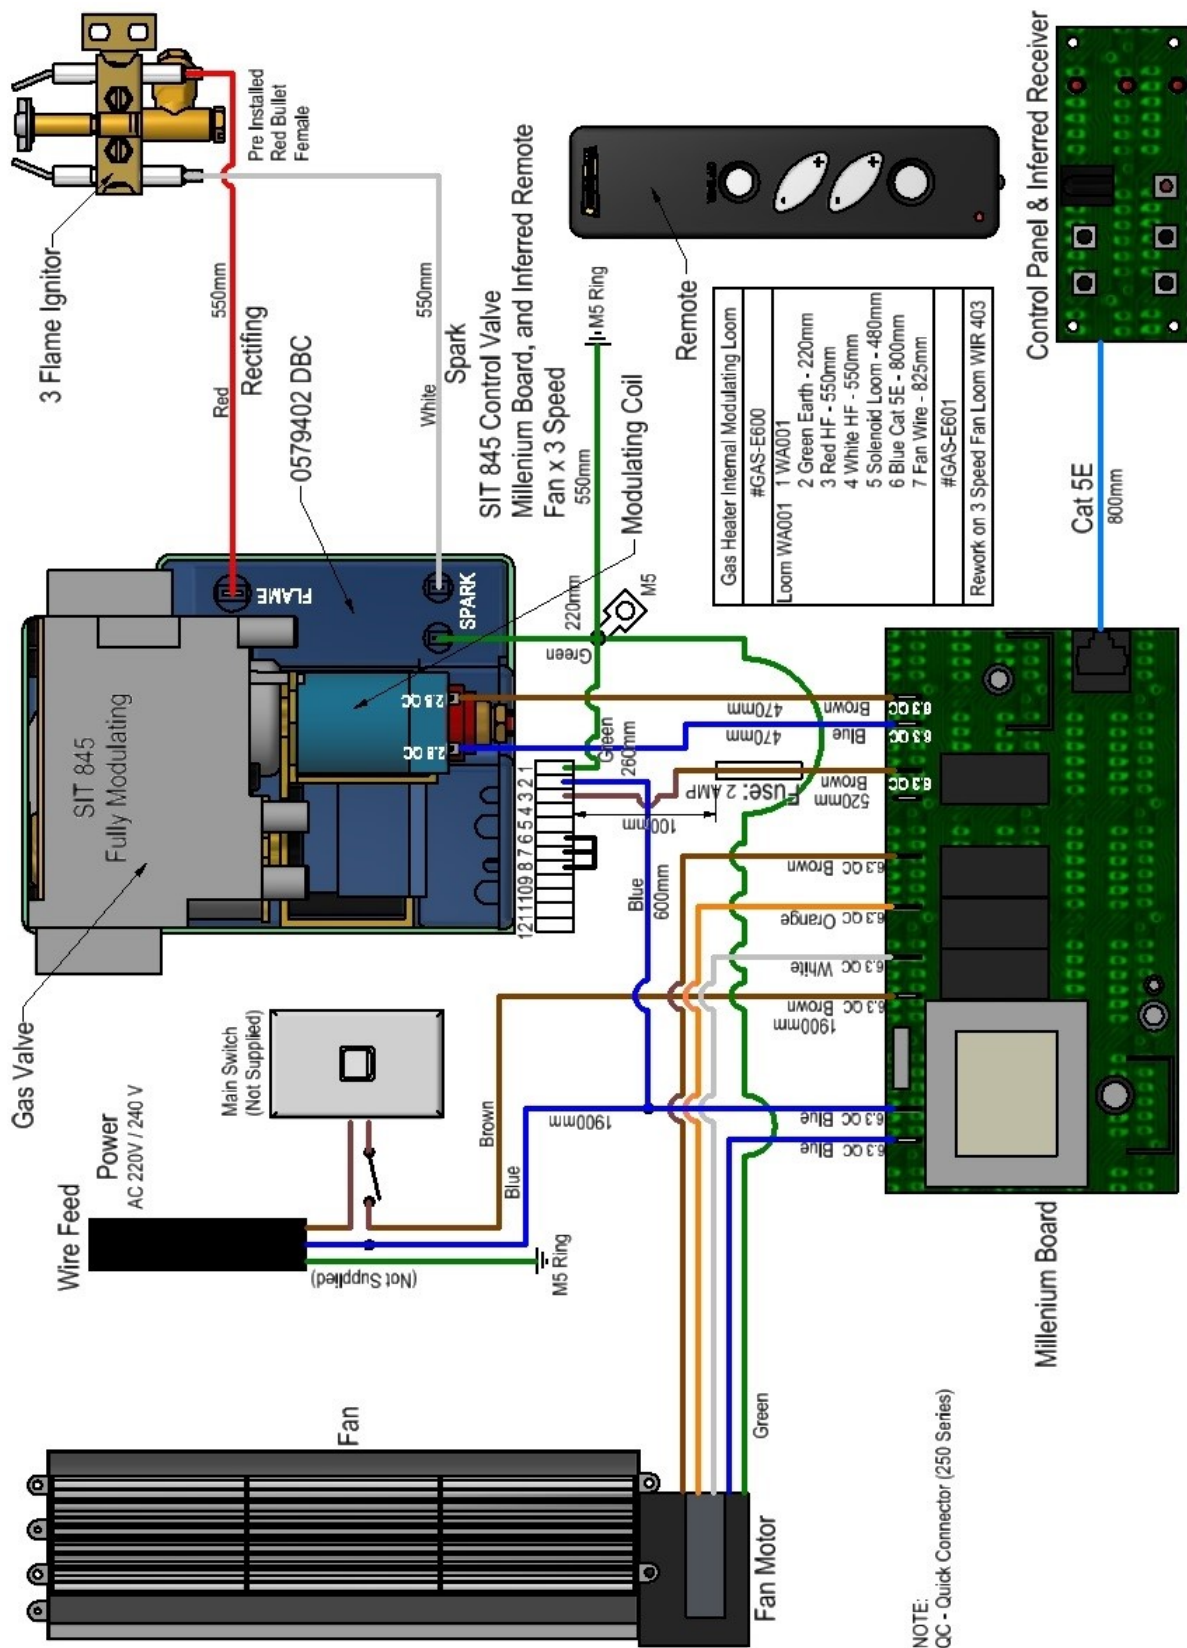 Wire Feed
Power
AC 220V / 240 V
Main Switch
(Not Supplied)
Brown
Blue
(Not Supplied)
M5 Ring
Fan
Fan Motor
Green
NOTE:
QC - Quick Connector (250 Series)
Gas Valve
SIT 845
Fully Modulating
3 Flame Ignitor
Pre Installed
Red Bullet
Female
Red
550mm
Rectifing
White
550mm
Spark
0579402 DBC
FLAME
SPARK
SIT 845 Control Valve
Millenium Board, and Inferred Remote
Fan x 3 Speed
Modulating Coil
2.8 QC
2.8 QC
12 11 10 9 8 7 6 5 4 3 2 1
550mm
M5 Ring
220mm
Green
M5
Green
260mm
Blue
600mm
100mm
Fuse: 2 AMP
470mm
Brown
470mm
Blue
520mm
Brown
1900mm
1900mm
6.3 QC
6.3 QC
6.3 QC
6.3 QC Brown
6.3 QC Orange
6.3 QC White
6.3 QC Brown
6.3 QC Blue
6.3 QC Blue
Millenium Board
Remote
Gas Heater Internal Modulating Loom
#GAS-E600
Loom WA001 1 WA001
2 Green Earth - 220mm
3 Red HF - 550mm
4 White HF - 550mm
5 Solenoid Loom - 480mm
6 Blue Cat 5E - 800mm
7 Fan Wire - 825mm
#GAS-E601
Rework on 3 Speed Fan Loom WIR 403
Cat 5E
800mm
Control Panel & Inferred Receiver